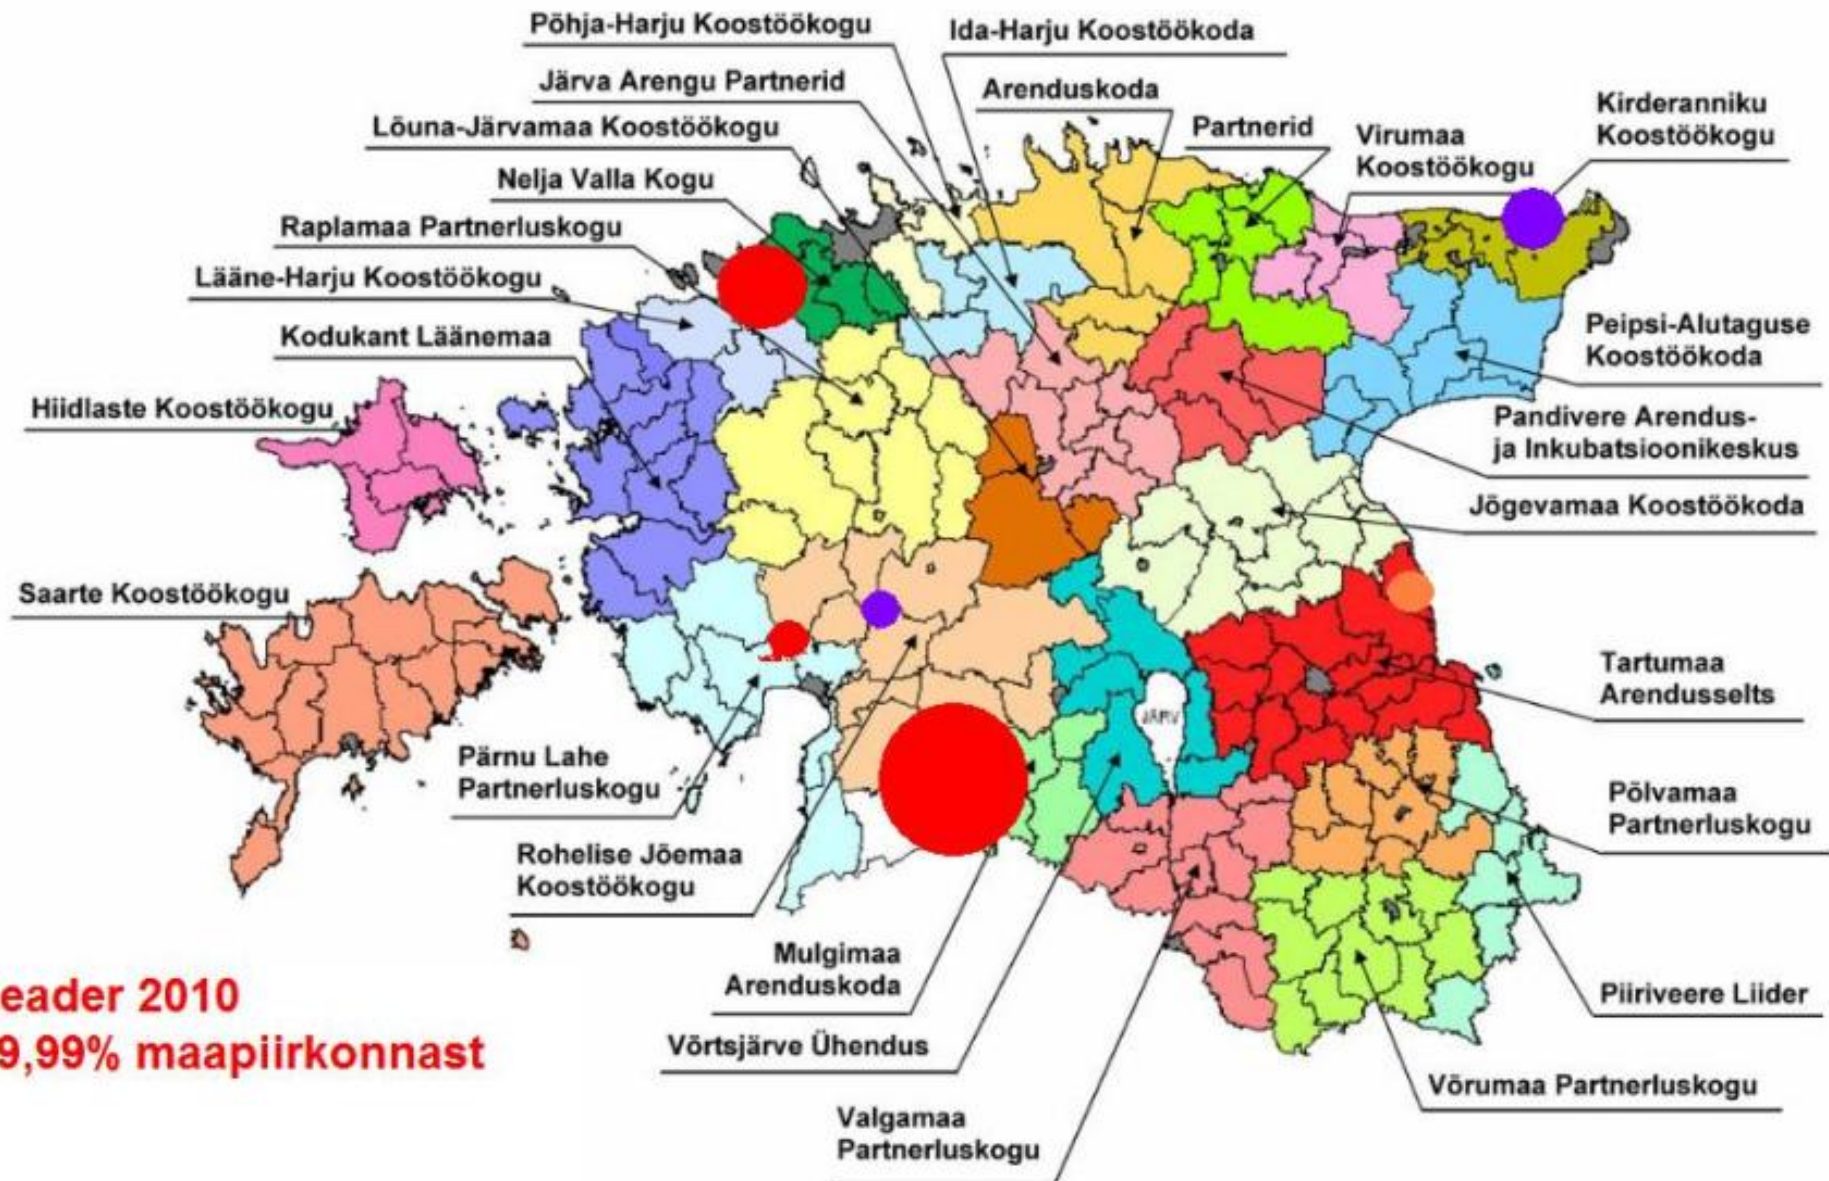 Põhja-Harju Koostöökogu
Ida-Harju Koostöökoda
Järva Arengu Partnerid
Arenduskoda
Kirderanniku
Koostöökogu
Lõuna-Järvamaa Koostöökogu
Partnerid
Virumaa
Koostöökogu
Nelja Valla Kogu
Raplamaa Partnerluskogu
Lääne-Harju Koostöökogu
Kodukant Läänemaa
Peipsi-Alutaguse
Koostöökoda
Hiidlaste Koostöökogu
Pandivere Arendus-
ja Inkubatsioonikeskus
Jõgevamaa Koostöökoda
Saarte Koostöökogu
Tartumaa
Arendusselts
JÄRV
Pärnu Lahe
Partnerluskogu
Põlvamaa
Partnerluskogu
Rohelise Jõemaa
Koostöökogu
Mulgimaa
Arenduskoda
Piiriveere Liider
eader 2010
9,99% maapiirkonnast
Võrtsjärve Ühendus
Võrumaa Partnerluskogu
Valgamaa
Partnerluskogu